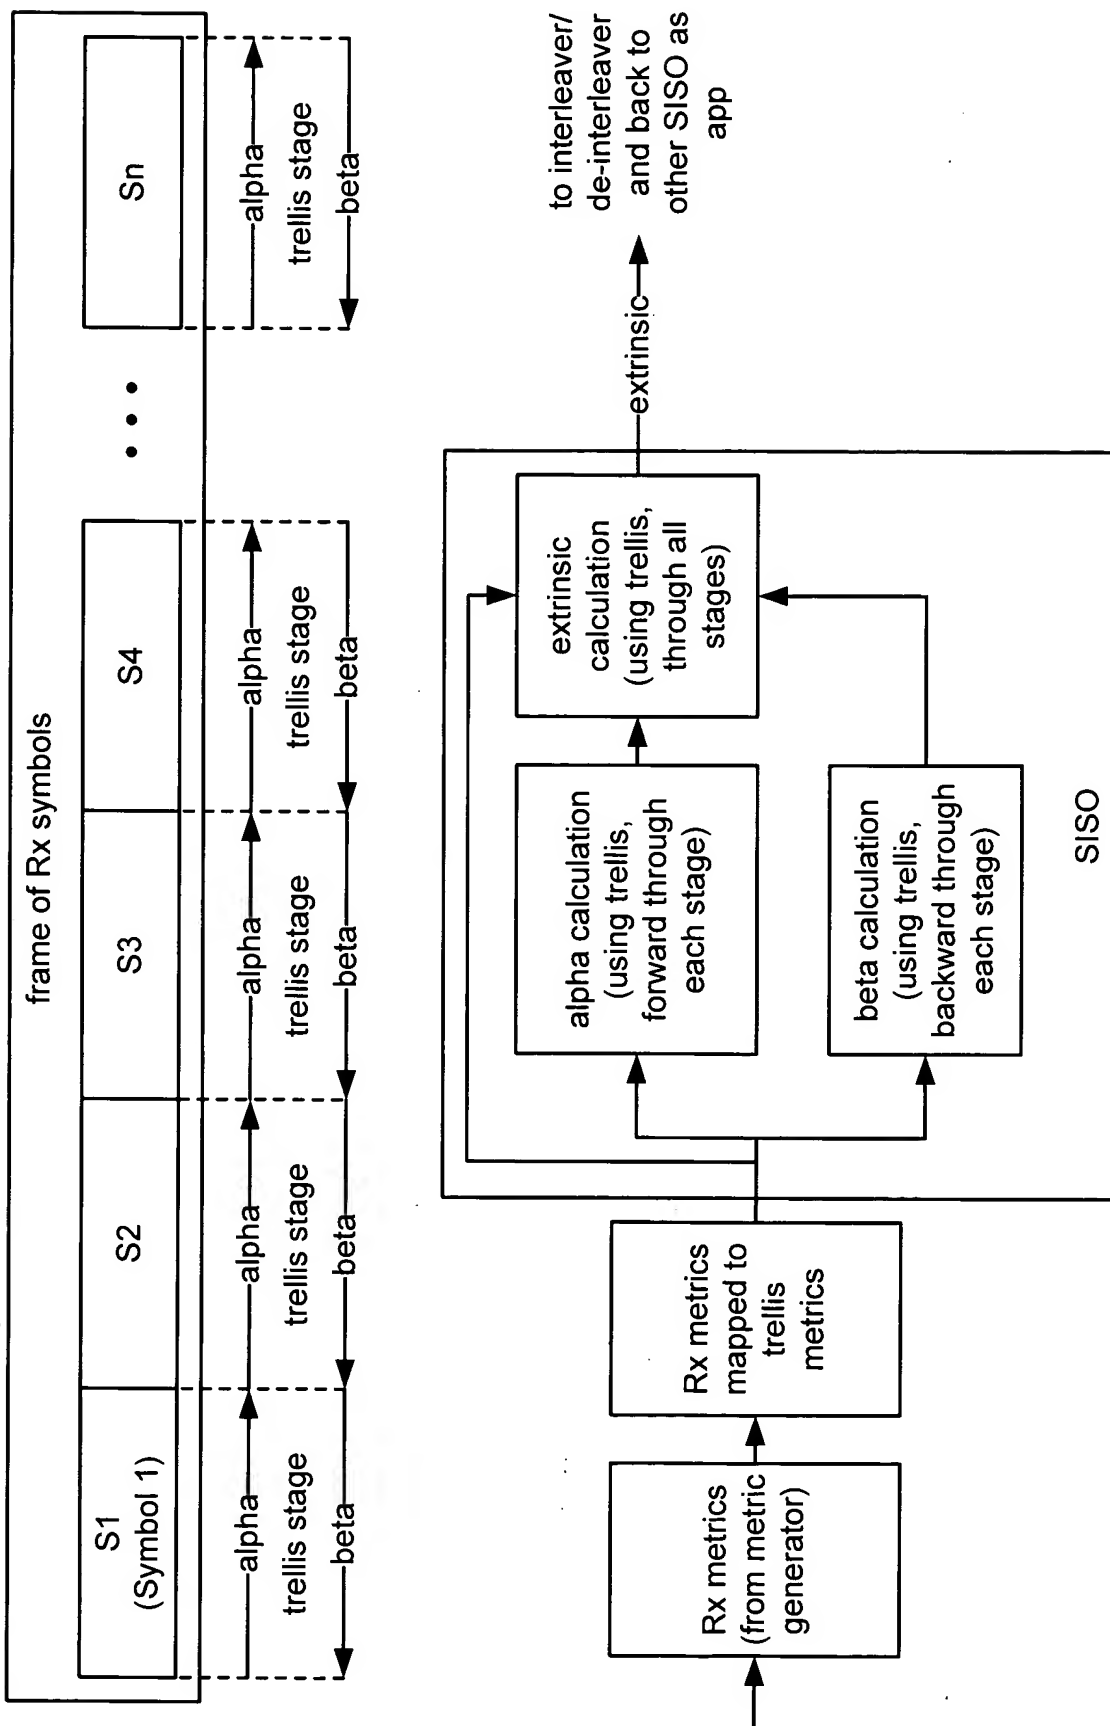 frame of Rx symbols
S1
(Symbol 1)
S2
S3
S4
Sn
alpha
alpha
alpha
alpha
alpha
trellis stage
trellis stage
trellis stage
trellis stage
trellis stage
beta
beta
beta
beta
beta
Rx metrics
(from metric
generator)
Rx metrics
mapped to
trellis
metrics
alpha calculation
(using trellis,
forward through
each stage)
beta calculation
(using trellis,
backward through
each stage)
extrinsic
calculation
(using trellis,
through all
stages)
SISO
extrinsic
to interleaver/
de-interleaver
and back to
other SISO as
app